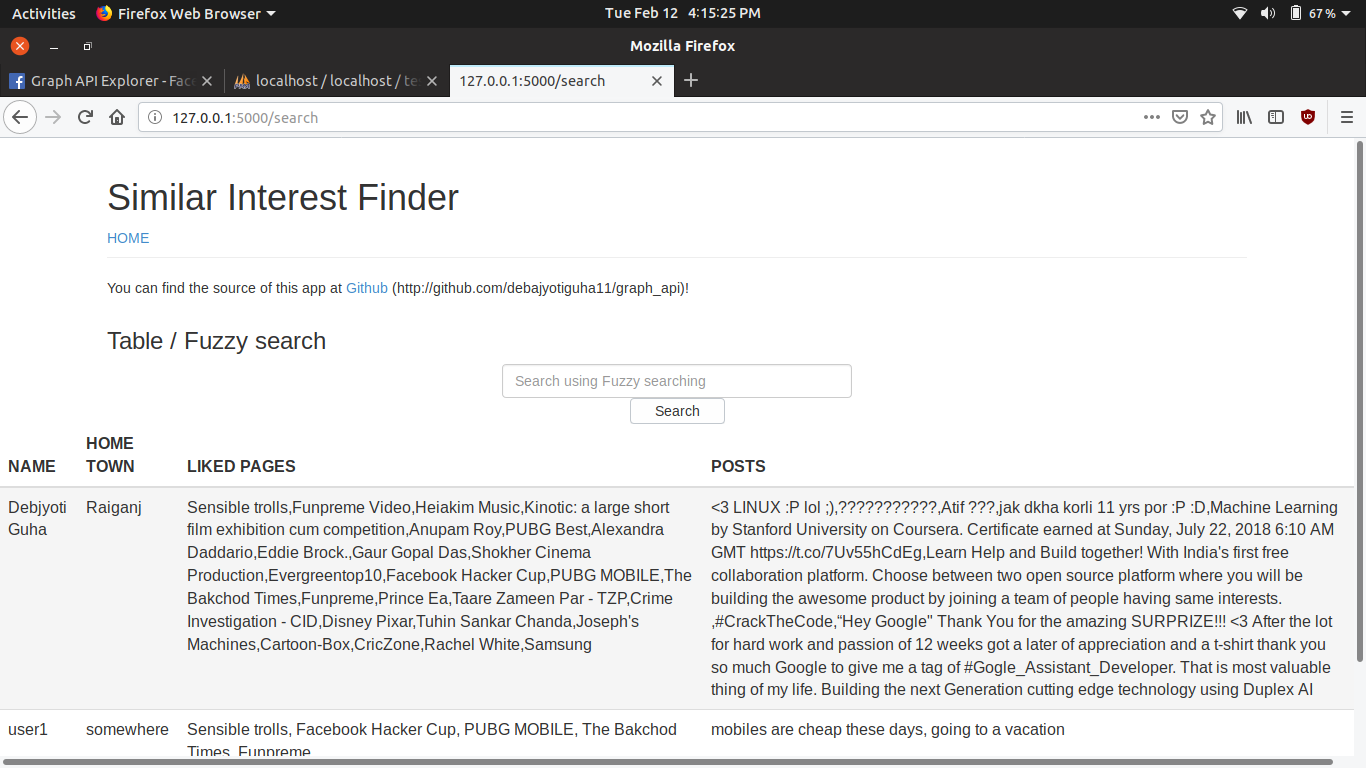 Activities Firefox Web Browser Tue Feb 12 4:15:25 PM 67 %
Mozilla Firefox
Graph API Explorer - Fac localhost / localhost / te 127.0.0.1:5000/search
127.0.0.1:5000/search
Similar Interest Finder
HOME
You can find the source of this app at Github (http://github.com/debajyotiguha11/graph_api)!
Table / Fuzzy search
Search using Fuzzy searching
Search
NAME HOME TOWN LIKED PAGES POSTS
Debjyoti
Guha
Raiganj
Sensible trolls,Funpreme Video,Heiakim Music,Kinotic: a large short
film exhibition cum competition,Anupam Roy,PUBG Best,Alexandra
Daddario,Eddie Brock.,Gaur Gopal Das,Shokher Cinema
Production,Evergreentop10,Facebook Hacker Cup,PUBG MOBILE,The
Bakchod Times,Funpreme,Prince Ea,Taare Zameen Par - TZP,Crime
Investigation - CID,Disney Pixar,Tuhin Sankar Chanda,Joseph's
Machines,Cartoon-Box,CricZone,Rachel White,Samsung
<3 LINUX :P lol ;),???????????,Atif ???,jak dkha korli 11 yrs por :P :D,Machine Learning
by Stanford University on Coursera. Certificate earned at Sunday, July 22, 2018 6:10 AM
GMT https://t.co/7Uv55hCdEg,Learn Help and Build together! With India's first free
collaboration platform. Choose between two open source platform where you will be
building the awesome product by joining a team of people having same interests.
,#CrackTheCode,“Hey Google" Thank You for the amazing SURPRIZE!!! <3 After the lot
for hard work and passion of 12 weeks got a later of appreciation and a t-shirt thank you
so much Google to give me a tag of #Gogle_Assistant_Developer. That is most valuable
thing of my life. Building the next Generation cutting edge technology using Duplex AI
user1
somewhere
Sensible trolls, Facebook Hacker Cup, PUBG MOBILE, The Bakchod
Times, Funpreme
mobiles are cheap these days, going to a vacation